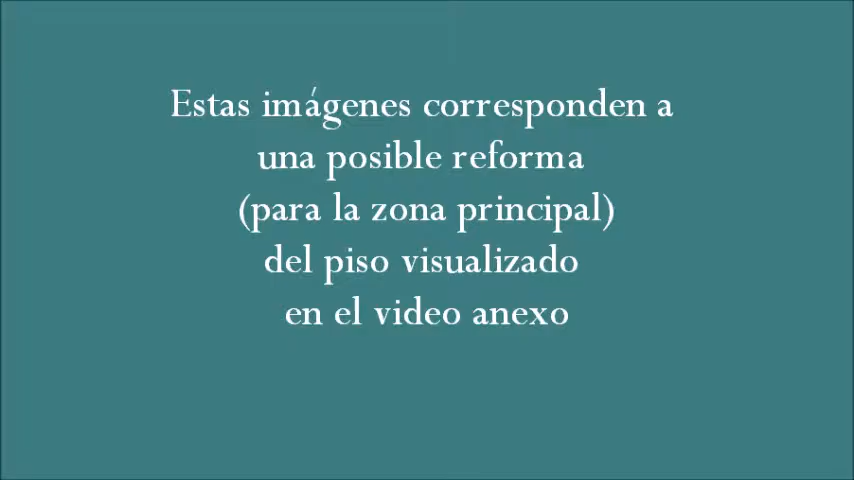 Estas imágenes corresponden a
una posible reforma
(para la zona principal)
del piso visualizado
en el video anexo